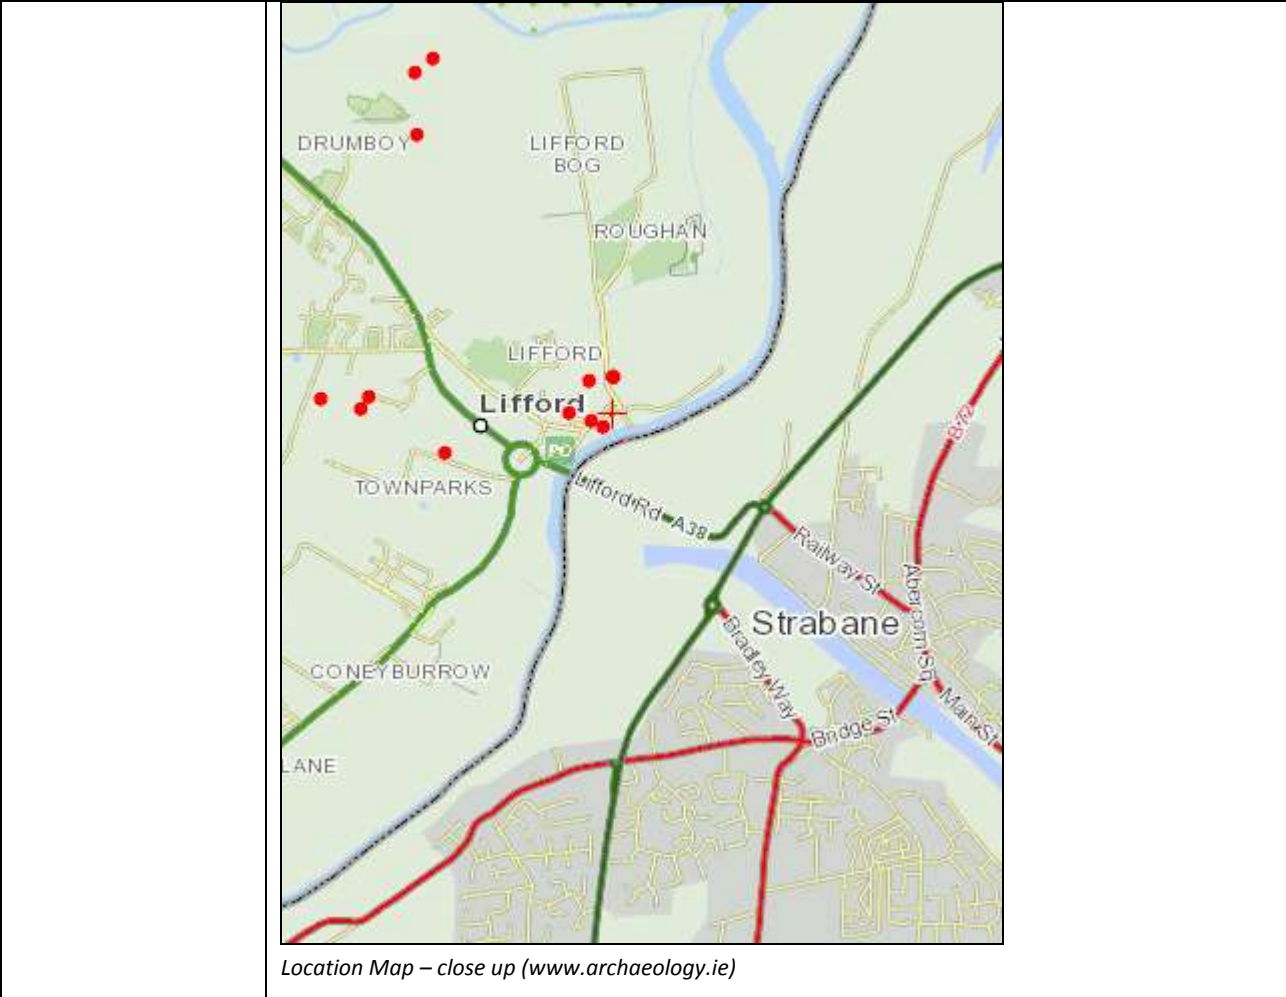 DRUMBOY
LIFFORD
BOG
ROUGHAN
LIFFORD
Lifford
PO
TOWNPARKS
Lifford Rd
A38
B72
Railway St
Abercorn Sq
Strabane
Bradley Way
CONEYBURROW
Main St
Bridge St
LANE
Location Map – close up (www.archaeology.ie)